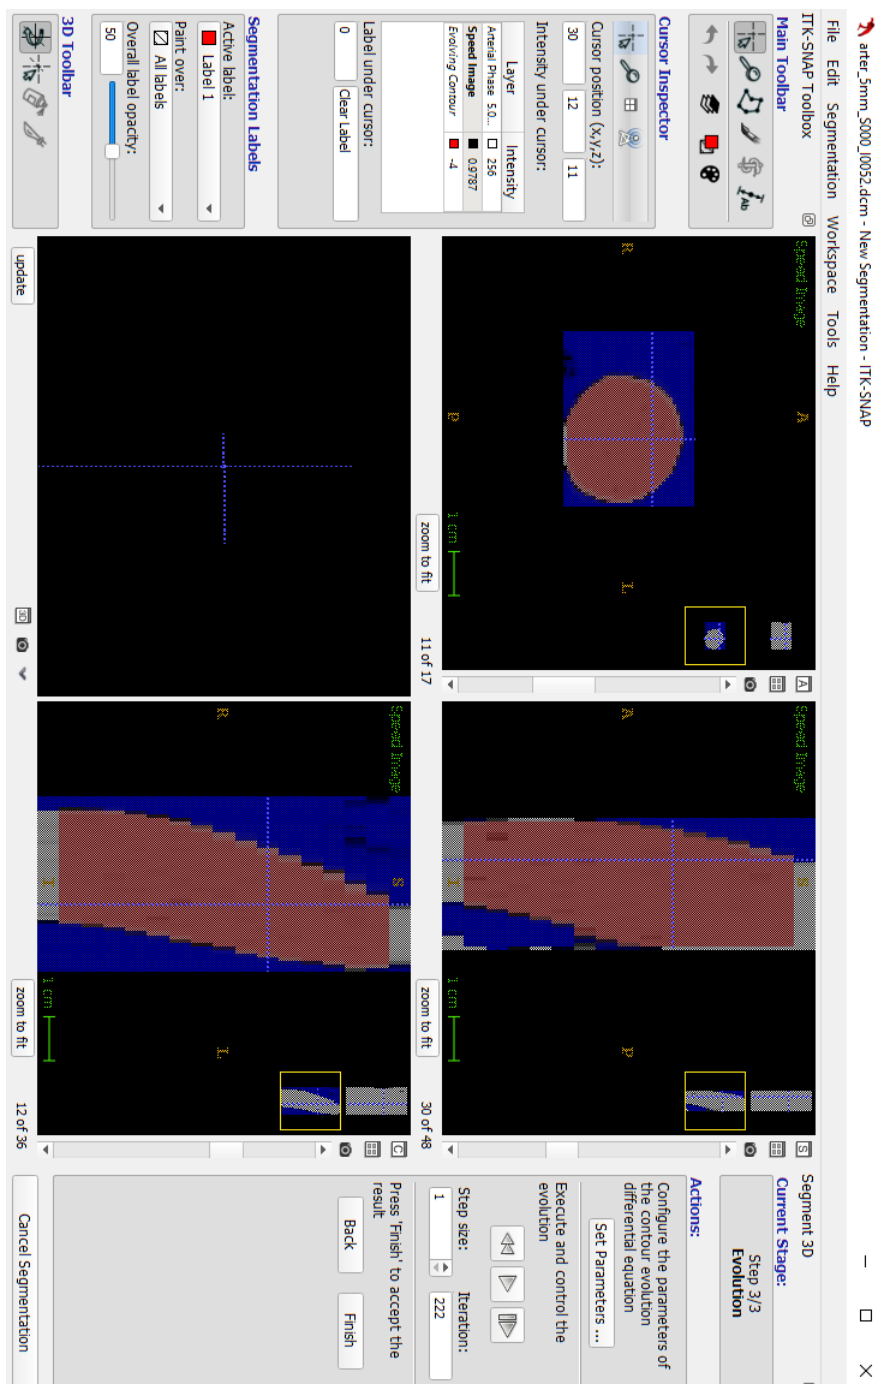 arter_5mm_S000_I0052.dcm - New Segmentation - ITK-SNAP
File Edit Segmentation Workspace Tools Help
ITK-SNAP Toolbox
Main Toolbar
Ab
Cursor Inspector
Cursor position (x,y,z):
30 12 11
Intensity under cursor:
Layer Intensity
Arterial Phase 5.0... 256
Speed Image 0.9787
Evolving Contour -4
Label under cursor:
0 Clear Label
Segmentation Labels
Active label:
Label 1
Paint over:
All labels
Overall label opacity:
50
3D Toolbar
Speed Image
A
R
L
P
1 cm
A
zoom to fit
11 of 17
Speed Image
S
A
P
I
1 cm
S
zoom to fit
30 of 48
update
3D
Speed Image
S
R
L
I
1 cm
C
zoom to fit
12 of 36
Segment 3D
Current Stage:
Step 3/3
Evolution
Actions:
Configure the parameters of
the contour evolution
differential equation
Set Parameters ...
Execute and control the
evolution
Step size: Iteration:
1 222
Press 'Finish' to accept the
result
Back Finish
Cancel Segmentation